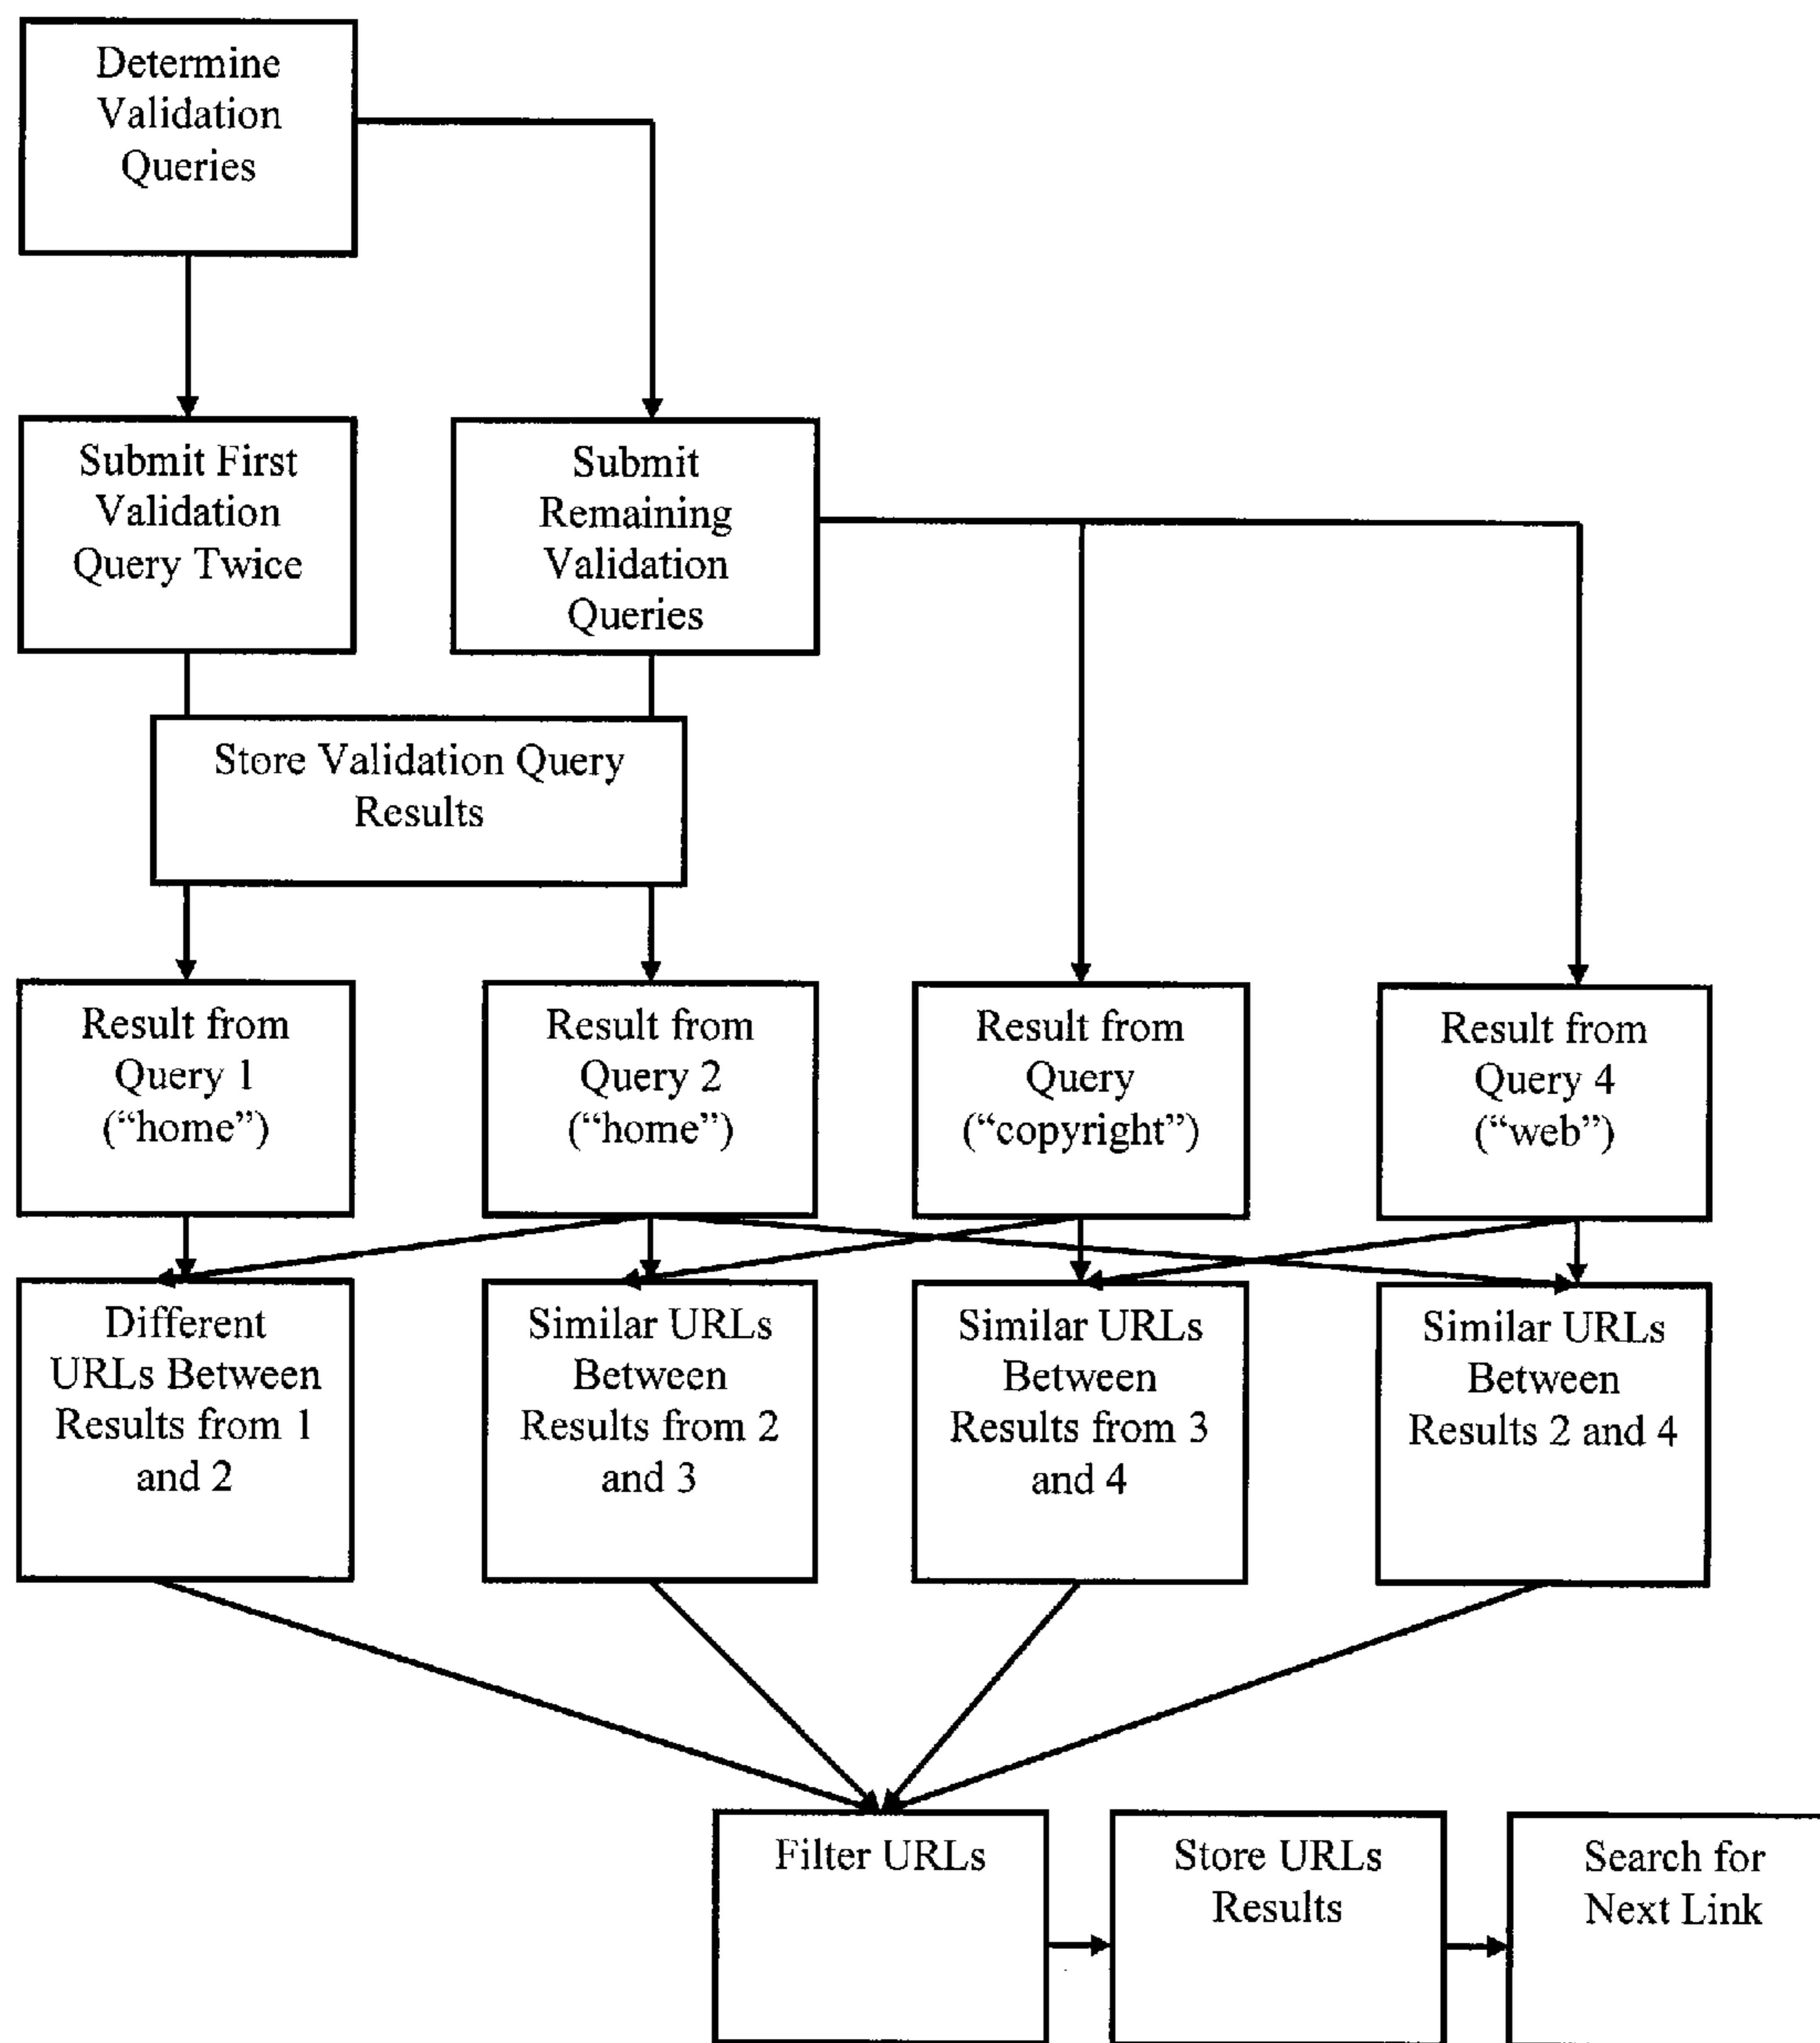 Determine
Validation
Queries
Submit First
Validation
Query Twice
Submit
Remaining
Validation
Queries
Store Validation Query
Results
Result from
Query 1
(“home”)
Result from
Query 2
(“home”)
Result from
Query
(“copyright”)
Result from
Query 4
(“web”)
Different
URLs Between
Results from 1
and 2
Similar URLs
Between
Results from 2
and 3
Similar URLs
Between
Results from 3
and 4
Similar URLs
Between
Results 2 and 4
Filter URLs
Store URLs
Results
Search for
Next Link